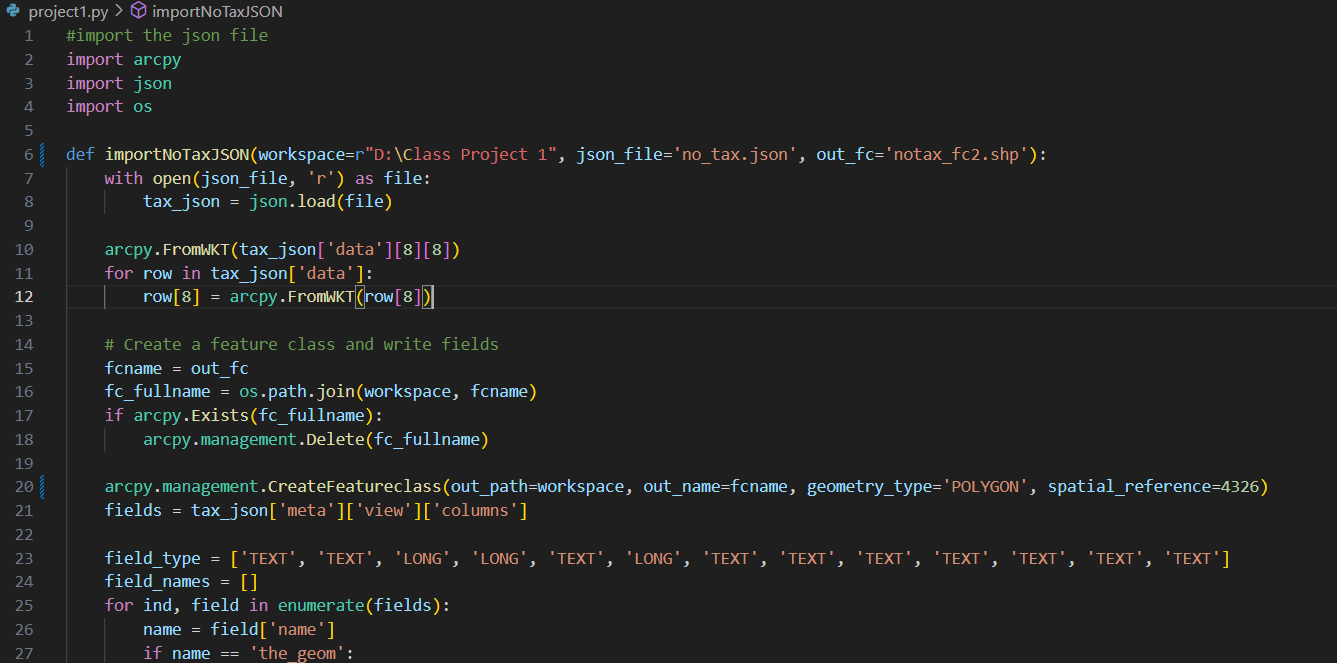 project1.py > importNoTaxJSON
1 #import the json file
2 import arcpy
3 import json
4 import os
5
6 def importNoTaxJSON(workspace=r"D:\Class Project 1", json_file='no_tax.json', out_fc='notax_fc2.shp'):
7     with open(json_file, 'r') as file:
8         tax_json = json.load(file)
9
10     arcpy.FromWKT(tax_json['data'][8][8])
11     for row in tax_json['data']:
12         row[8] = arcpy.FromWKT(row[8])
13
14     # Create a feature class and write fields
15     fcname = out_fc
16     fc_fullname = os.path.join(workspace, fcname)
17     if arcpy.Exists(fc_fullname):
18         arcpy.management.Delete(fc_fullname)
19
20     arcpy.management.CreateFeatureclass(out_path=workspace, out_name=fcname, geometry_type='POLYGON', spatial_reference=4326)
21     fields = tax_json['meta']['view']['columns']
22
23     field_type = ['TEXT', 'TEXT', 'LONG', 'LONG', 'TEXT', 'LONG', 'TEXT', 'TEXT', 'TEXT', 'TEXT', 'TEXT', 'TEXT', 'TEXT']
24     field_names = []
25     for ind, field in enumerate(fields):
26         name = field['name']
27         if name == 'the_geom':